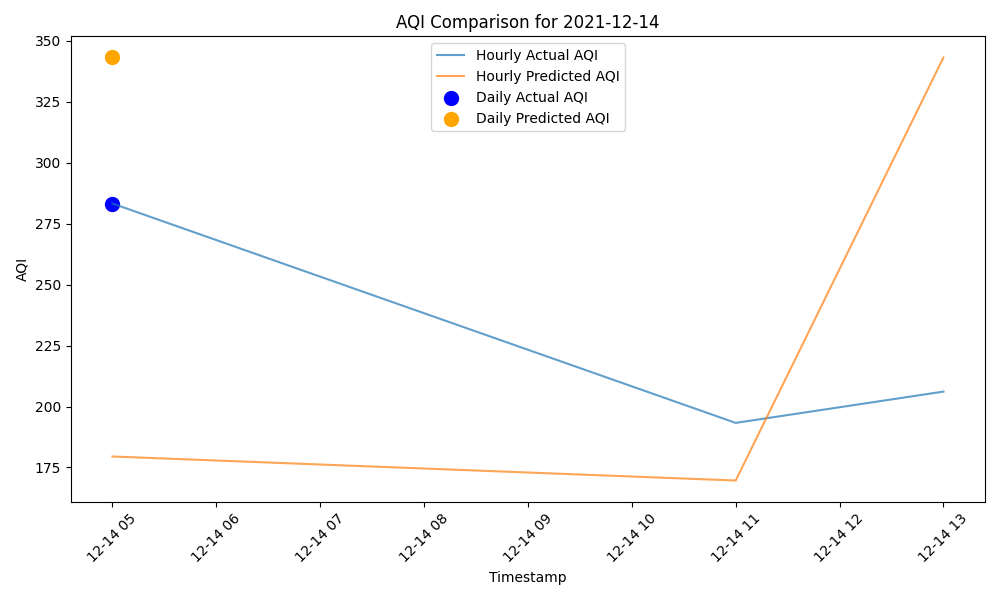 AQI Comparison for 2021-12-14
Hourly Actual AQI
Hourly Predicted AQI
Daily Actual AQI
Daily Predicted AQI
AQI
350
325
300
275
250
225
200
175
12-14 05
12-14 06
12-14 07
12-14 08
12-14 09
12-14 10
12-14 11
12-14 12
12-14 13
Timestamp